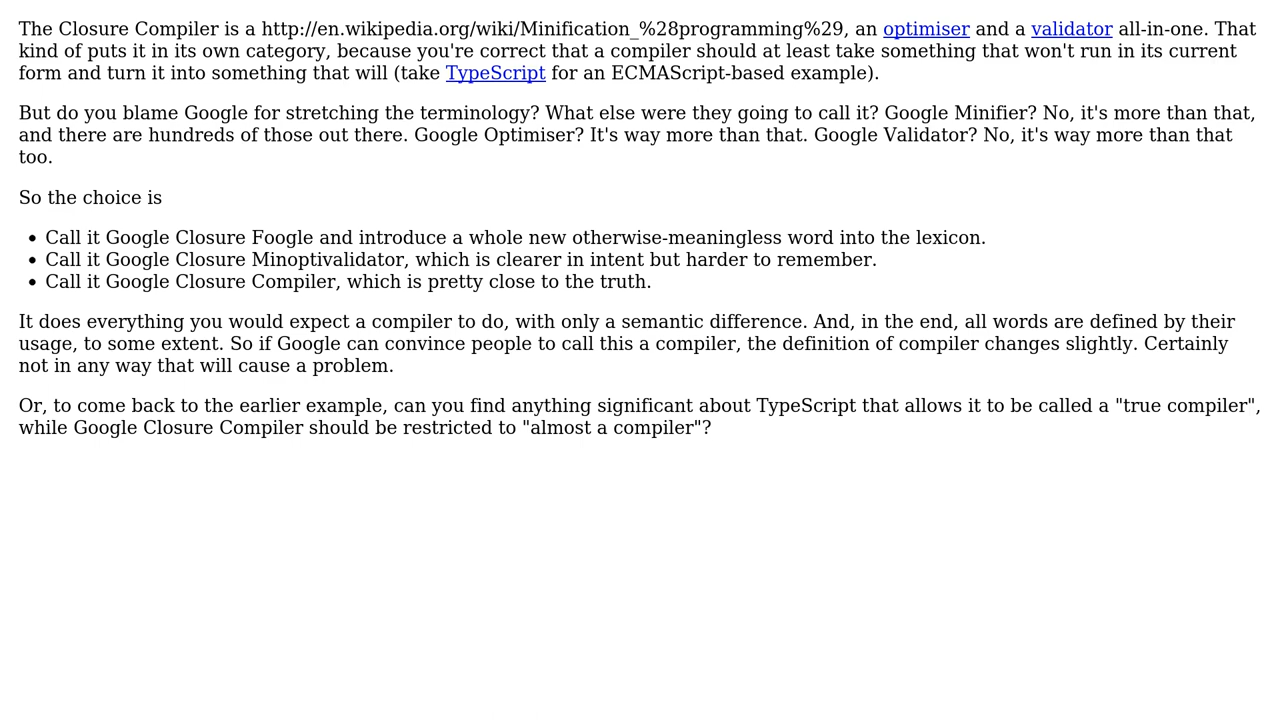 The Closure Compiler is a http://en.wikipedia.org/wiki/Minification_%28programming%29, an optimiser and a validator all-in-one. That
kind of puts it in its own category, because you're correct that a compiler should at least take something that won't run in its current
form and turn it into something that will (take TypeScript for an ECMAScript-based example).
But do you blame Google for stretching the terminology? What else were they going to call it? Google Minifier? No, it's more than that,
and there are hundreds of those out there. Google Optimiser? It's way more than that. Google Validator? No, it's way more than that
too.
So the choice is
• Call it Google Closure Foogle and introduce a whole new otherwise-meaningless word into the lexicon.
• Call it Google Closure Minoptivalidator, which is clearer in intent but harder to remember.
• Call it Google Closure Compiler, which is pretty close to the truth.
It does everything you would expect a compiler to do, with only a semantic difference. And, in the end, all words are defined by their
usage, to some extent. So if Google can convince people to call this a compiler, the definition of compiler changes slightly. Certainly
not in any way that will cause a problem.
Or, to come back to the earlier example, can you find anything significant about TypeScript that allows it to be called a "true compiler",
while Google Closure Compiler should be restricted to "almost a compiler"?